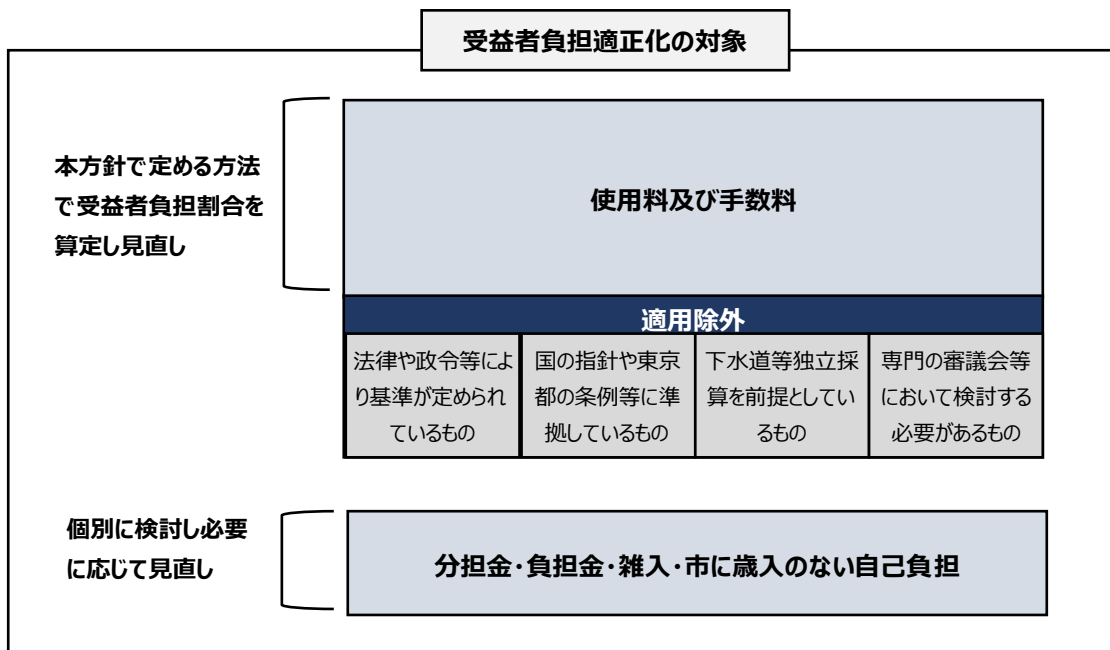 受益者負担適正化の対象
本方針で定める方法
で受益者負担割合を
算定し見直し
使用料及び手数料
適用除外
法律や政令等によ
り基準が定められ
ているもの
国の指針や東京
都の条例等に準
拠しているもの
下水道等独立採
算を前提としてい
るもの
専門の審議会等
において検討する
必要があるもの
個別に検討し必要
に応じて見直し
分担金・負担金・雑入・市に歳入のない自己負担